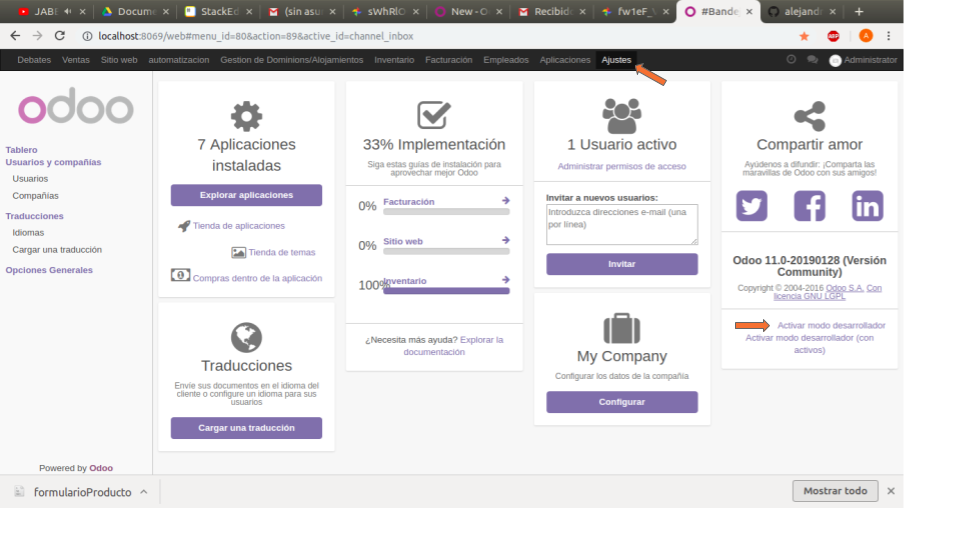 JABE
Docume
StackEd
(sin asu
sWhRlO
New - O
Recibido
fw1eF_V
#Bande
alejandr
localhost:8069/web#menu_id=80&action=89&active_id=channel_inbox
ABP
A
Debates Ventas Sitio web automatizacion Gestion de Dominions/Alojamientos Inventario Facturación Empleados Aplicaciones Ajustes
Administrator
odoo
Tablero
Usuarios y compañias
Usuarios
Compañias
Traducciones
Idiomas
Cargar una traducción
Opciones Generales
Powered by Odoo
7 Aplicaciones
instaladas
Explorar aplicaciones
Tienda de aplicaciones
Tienda de temas
Compras dentro de la aplicación
Traducciones
Envíe sus documentos en el idioma del
cliente o configure un idioma para sus
usuarios
Cargar una traducción
33% Implementación
Siga estas guías de instalación para
aprovechar mejor Odoo
0% Facturación
0% Sitio web
100% Inventario
¿Necesita más ayuda? Explorar la
documentación
1 Usuario activo
Administrar permisos de acceso
Invitar a nuevos usuarios:
Introduzca direcciones e-mail (una
por línea)
Invitar
My Company
Configurar los datos de la compañía
Configurar
Compartir amor
Ayúdenos a difundir: ¡Comparta las
maravillas de Odoo con sus amigos!
Odoo 11.0-20190128 (Versión
Community)
Copyright © 2004-2016 Odoo S.A. Con
licencia GNU LGPL
Activar modo desarrollador
Activar modo desarrollador (con
activos)
formularioProducto
Mostrar todo